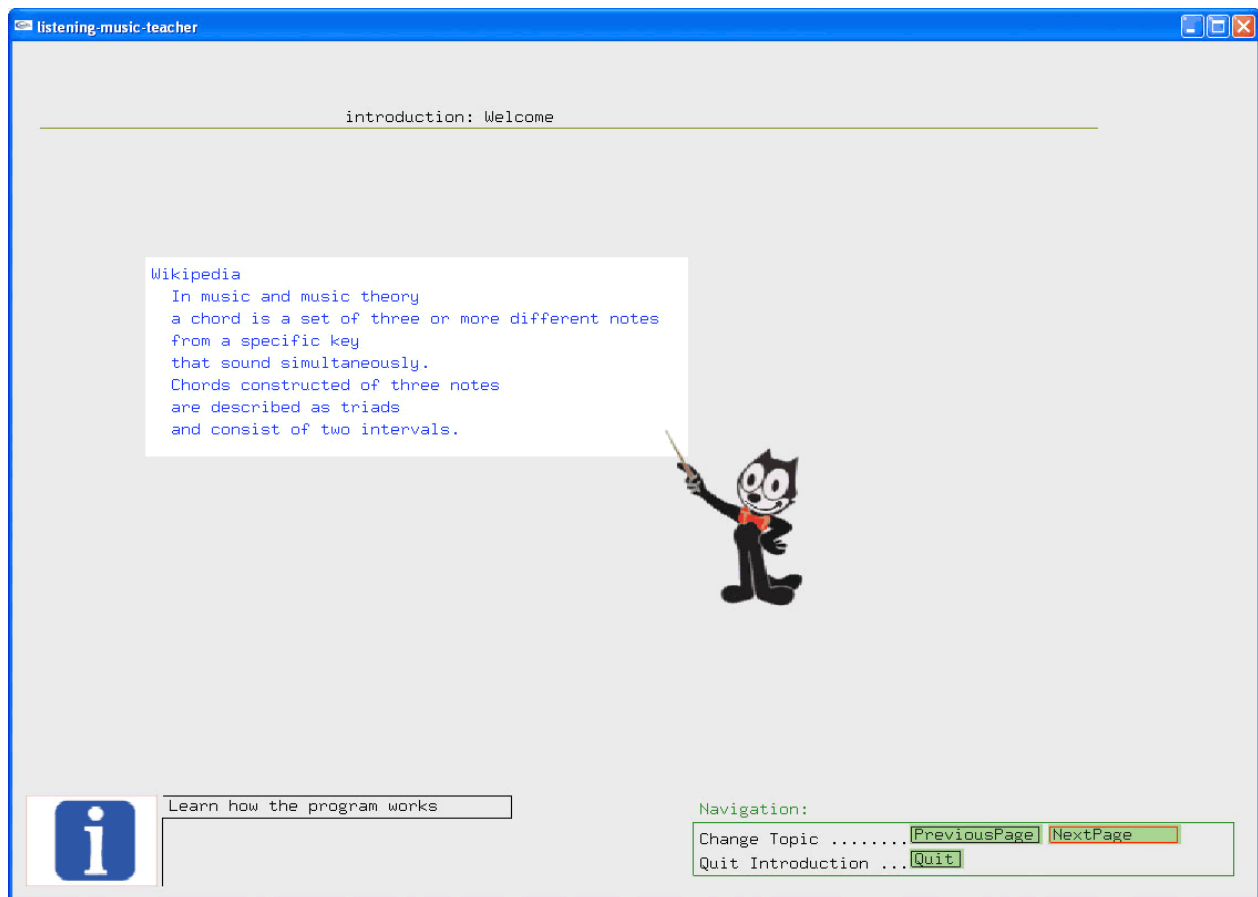 listening-music-teacher
introduction: Welcome
Wikipedia
In music and music theory
a chord is a set of three or more different notes
from a specific key
that sound simultaneously.
Chords constructed of three notes
are described as triads
and consist of two intervals.
Learn how the program works
Navigation:
Change Topic ........PreviousPage NextPage
Quit Introduction ...Quit